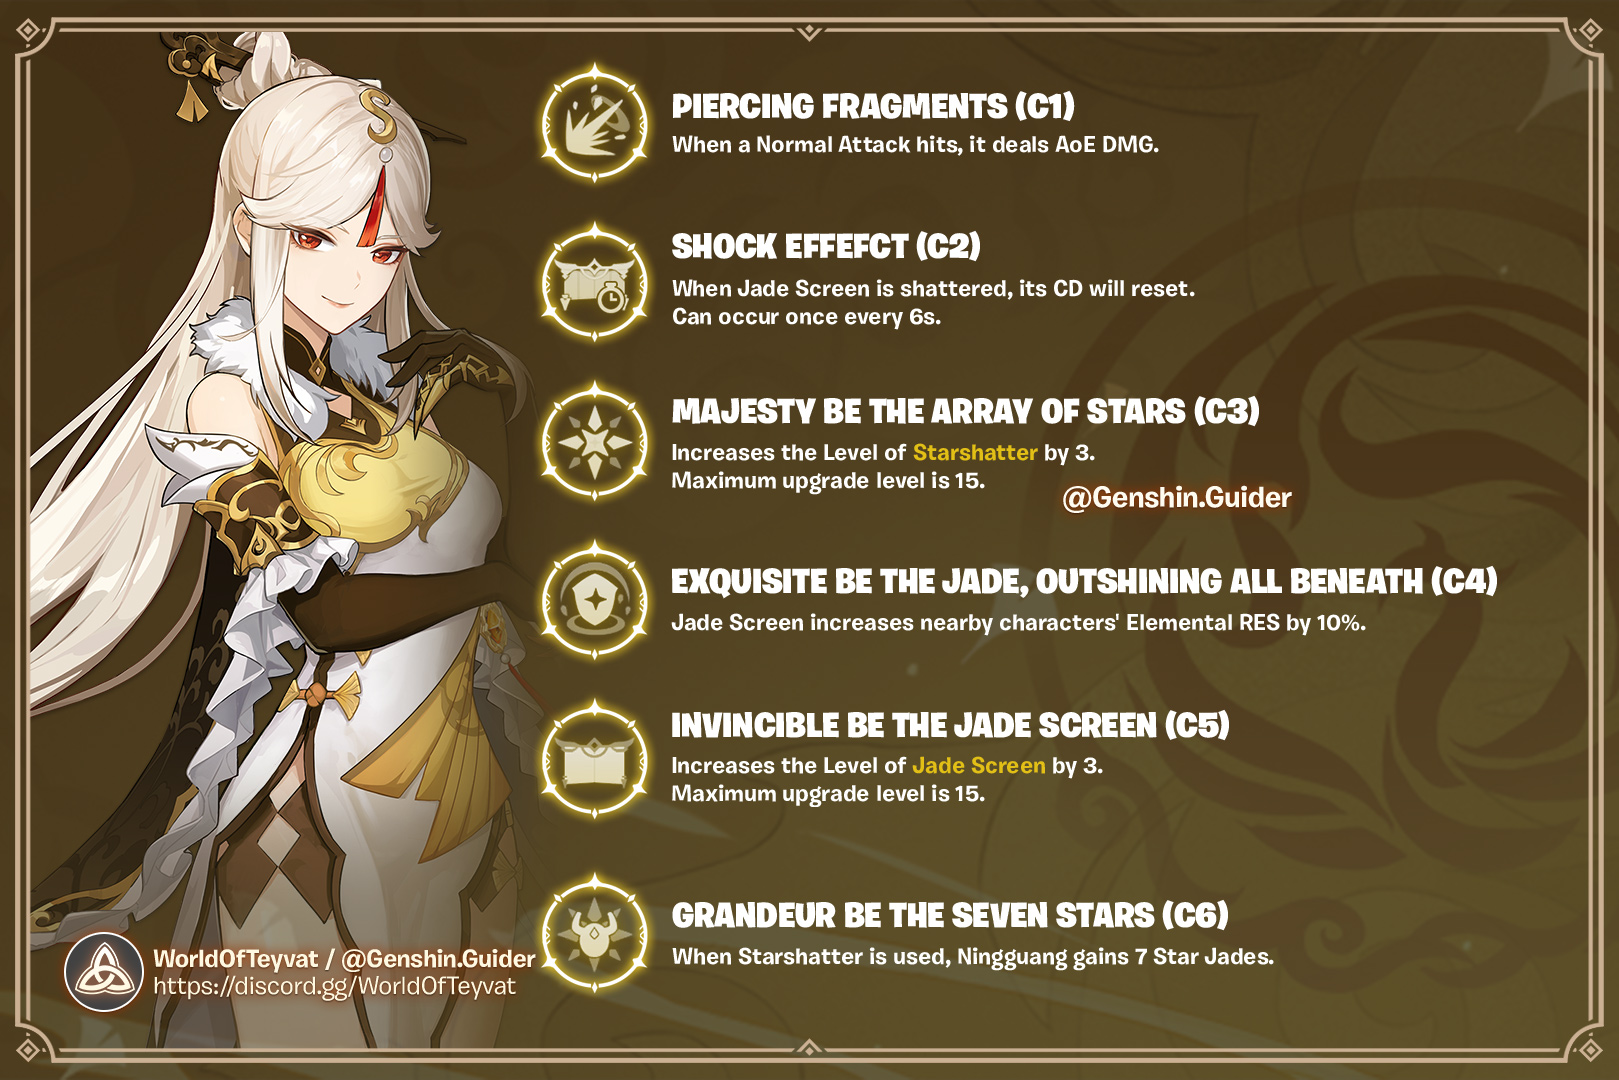 PIERCING FRAGMENTS (C1)
When a Normal Attack hits, it deals AoE DMG.
SHOCK EFFEFCT (C2)
When Jade Screen is shattered, its CD will reset.
Can occur once every 6s.
MAJESTY BE THE ARRAY OF STARS (C3)
Increases the Level of Starshatter by 3.
Maximum upgrade level is 15.
@Genshin.Guider
EXQUISITE BE THE JADE, OUTSHINING ALL BENEATH (C4)
Jade Screen increases nearby characters' Elemental RES by 10%.
INVINCIBLE BE THE JADE SCREEN (C5)
Increases the Level of Jade Screen by 3.
Maximum upgrade level is 15.
GRANDEUR BE THE SEVEN STARS (C6)
When Starshatter is used, Ningguang gains 7 Star Jades.
WorldOfTeyvat / @Genshin.Guider
https://discord.gg/WorldOfTeyvat